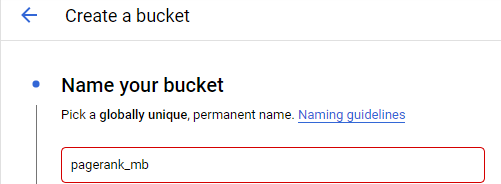 Create a bucket
Name your bucket
Pick a globally unique, permanent name. Naming guidelines
pagerank_mb